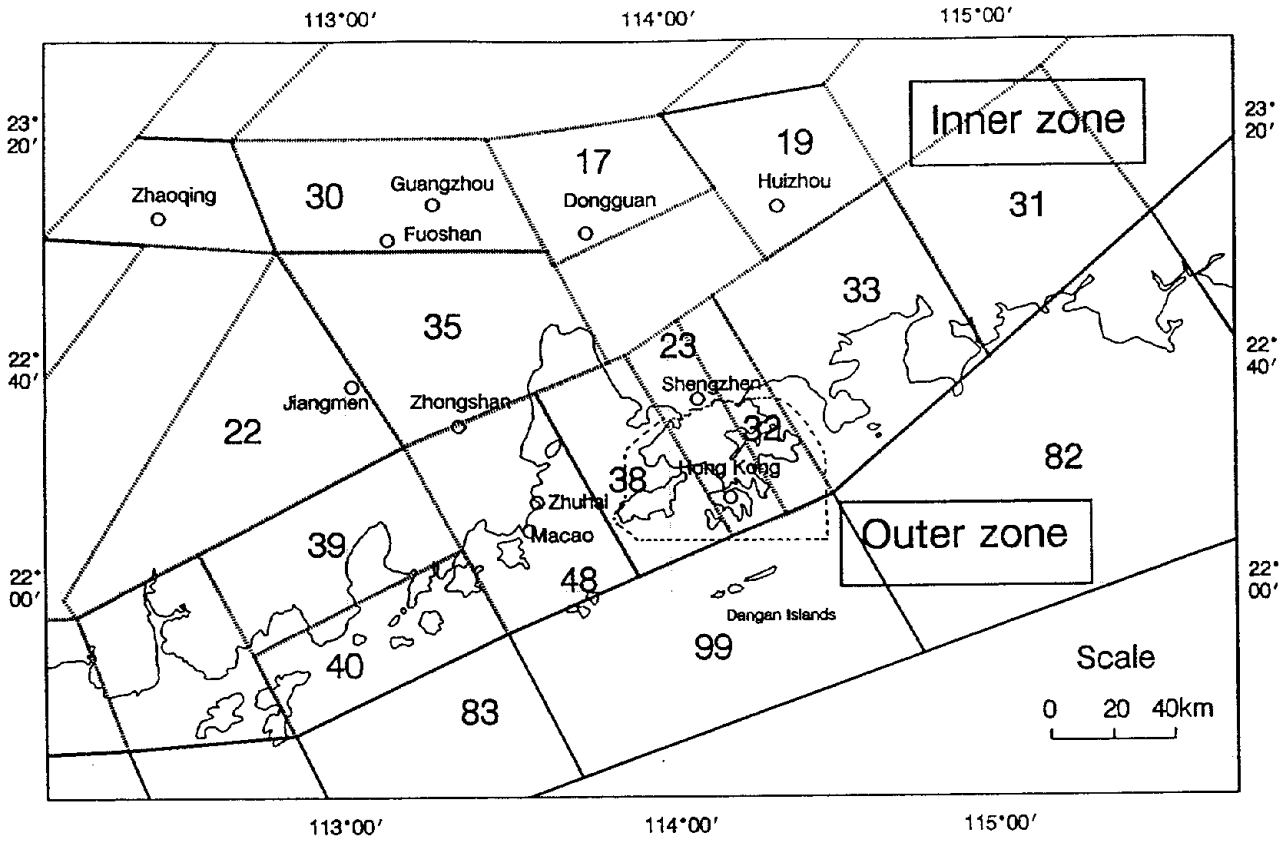 113°00′ 114°00′ 115°00′
23° 20′
23° 20′
Inner zone
17
19
30
Guangzhou
Huizhou
Zhaoqing
Dongguan
31
Fuoshan
33
35
23
22° 40′
22° 40′
Shengzhen
Jiangmen
Zhongshan
22
32
82
Hong Kong
38
Zhuhai
Macao
Outer zone
39
48
22° 00′
22° 00′
Dangan Islands
99
40
Scale
83
0 20 40km
113°00′ 114°00′ 115°00′